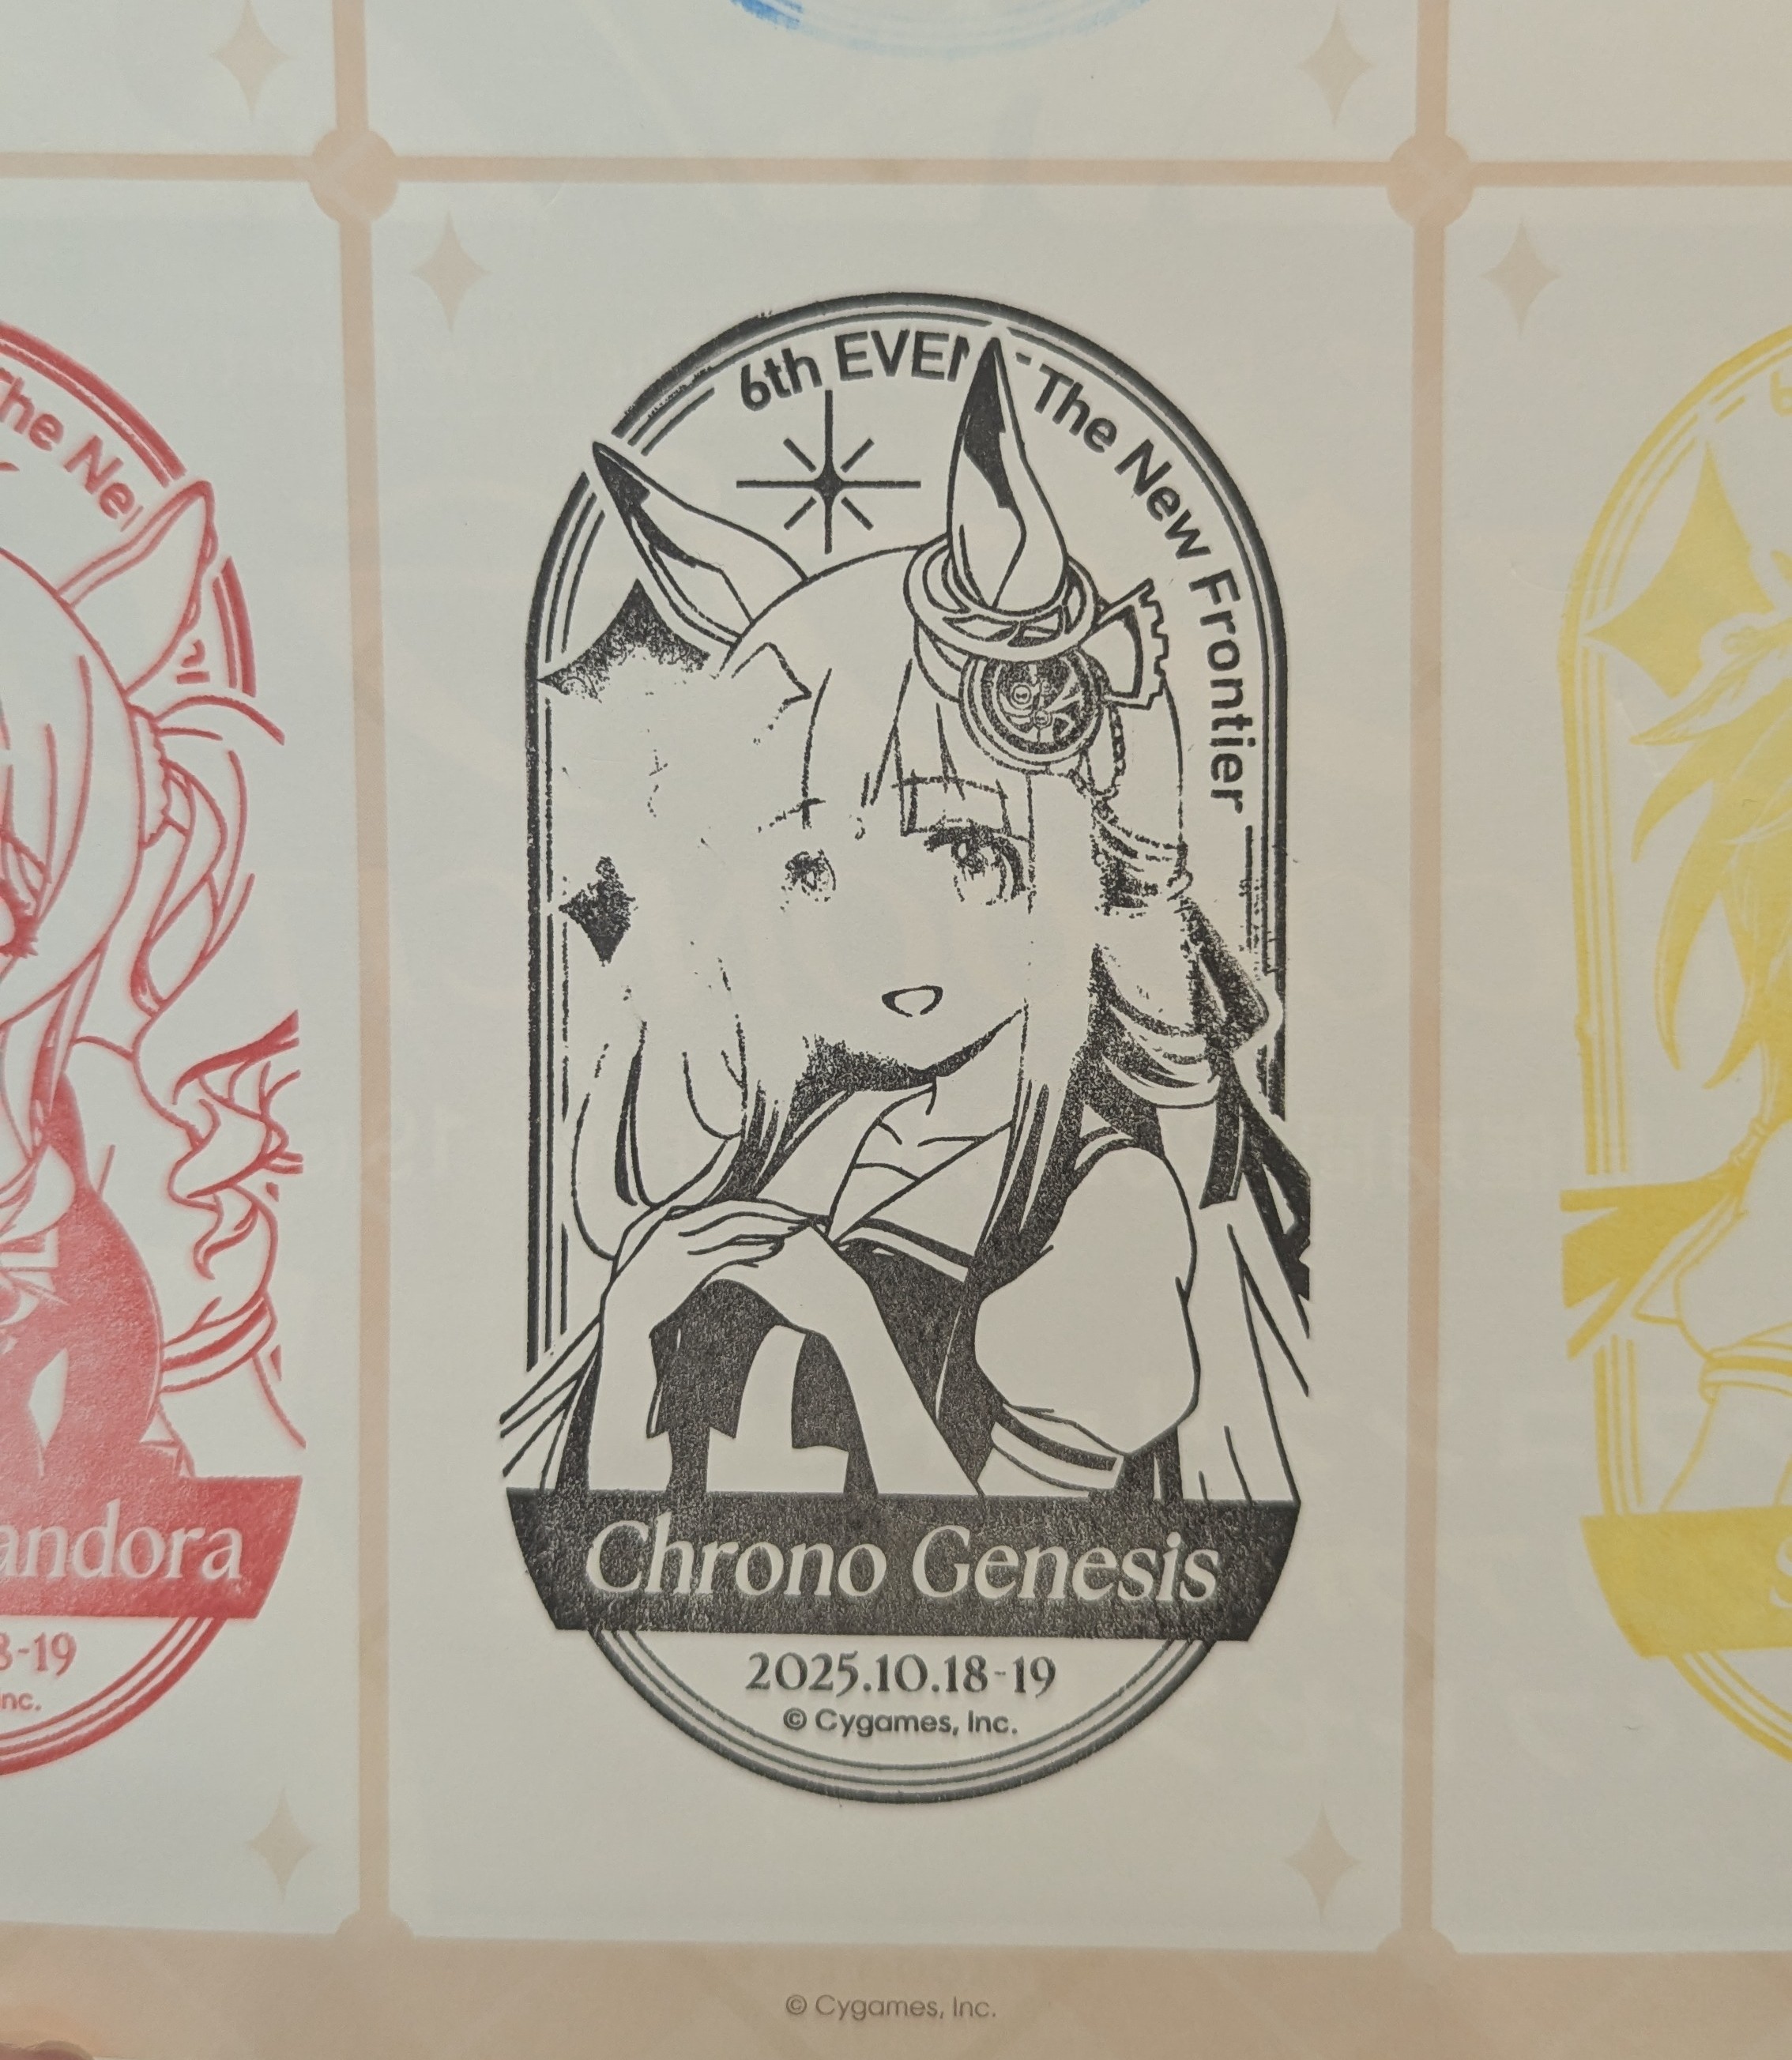 6th EVENT The New Frontier
The Ne
Chrono Genesis
andora
2025.10.18-19
8-19
© Cygames, Inc.
nc.
© Cygames, Inc.